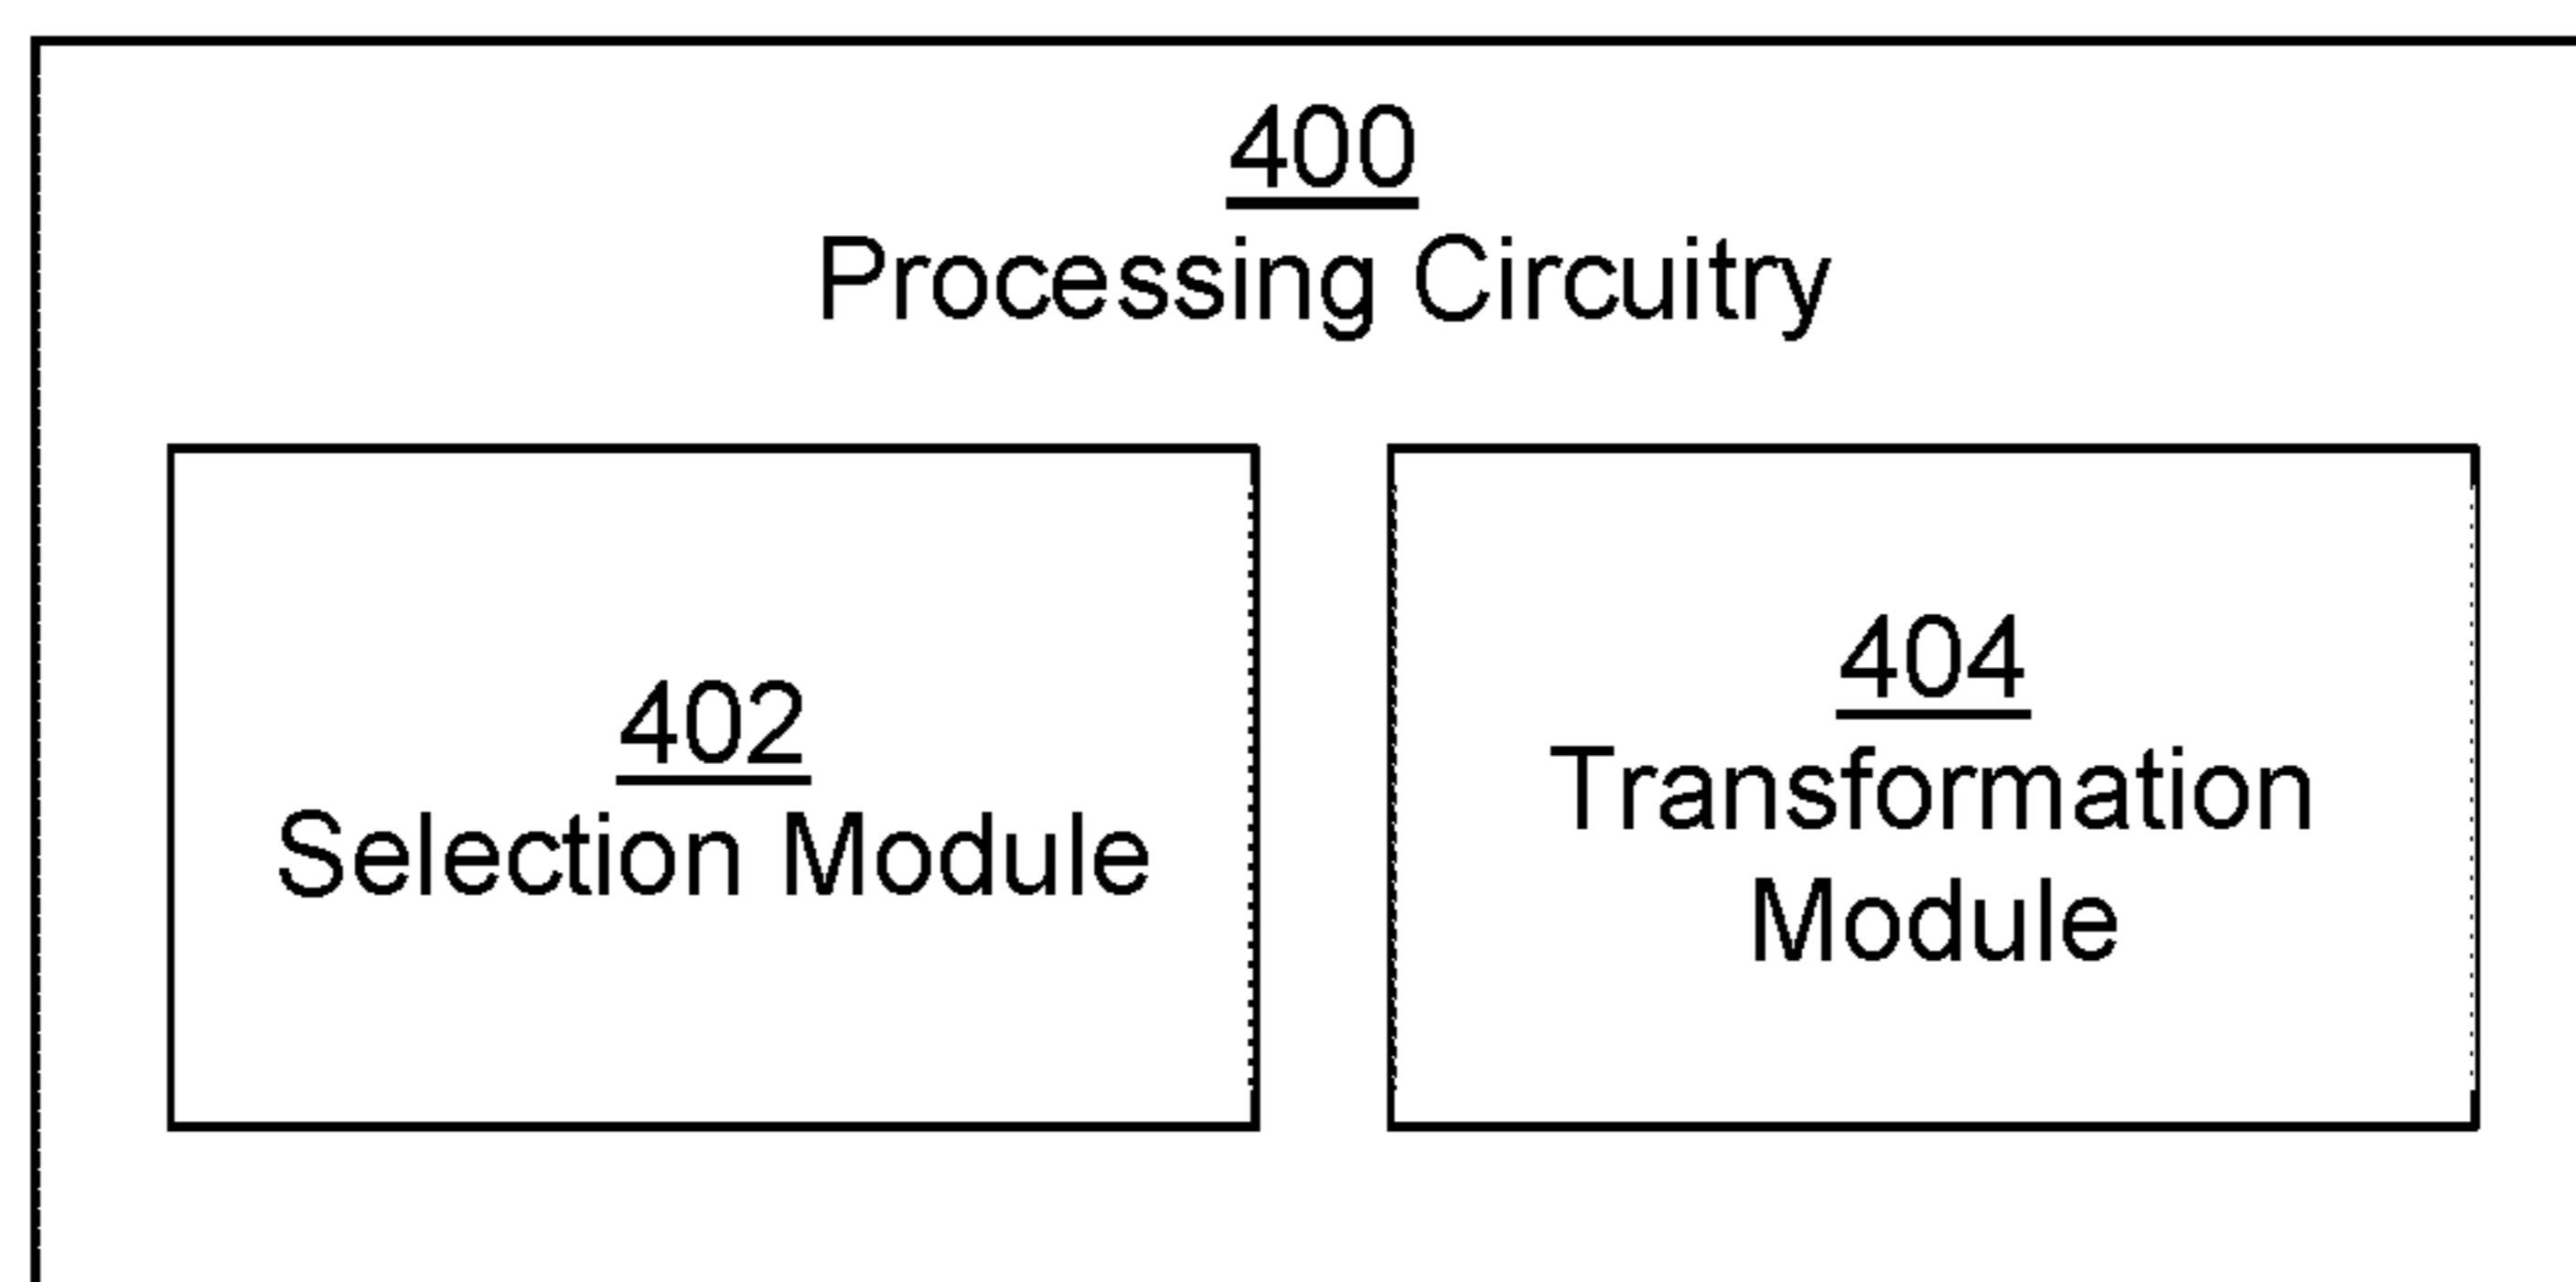 400
Processing Circuitry
402
Selection Module
404
Transformation
Module